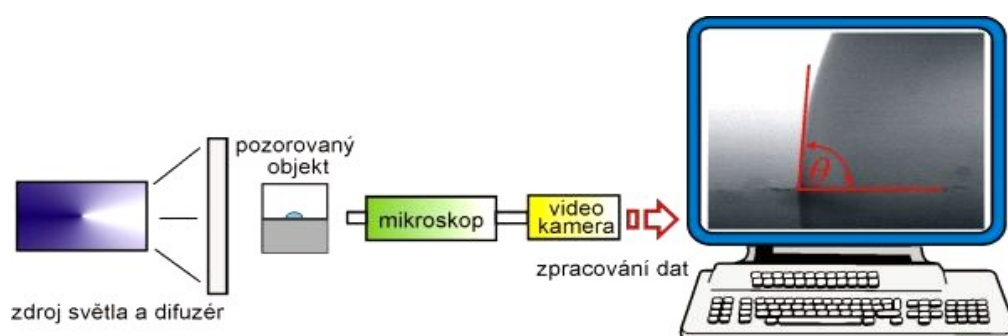 pozorovaný
objekt
mikroskop
video
kamera
zpracování dat
zdroj světla a difuzér
θ